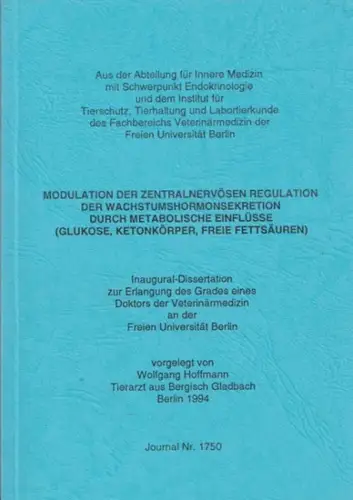 Aus der Abteilung für Innere Medizin
mit Schwerpunkt Endokrinologie
und dem Institut für
Tierschutz, Tierhaltung und Labortierkunde
des Fachbereichs Veterinärmedizin der
Freien Universität Berlin
MODULATION DER ZENTRALNERVÖSEN REGULATION
DER WACHSTUMSHORMONSEKRETION
DURCH METABOLISCHE EINFLÜSSE
(GLUKOSE, KETONKÖRPER, FREIE FETTSÄUREN)
Inaugural-Dissertation
zur Erlangung des Grades eines
Doktors der Veterinärmedizin
an der
Freien Universität Berlin
vorgelegt von
Wolfgang Hoffmann
Tierarzt aus Bergisch Gladbach
Berlin 1994
Journal Nr. 1750